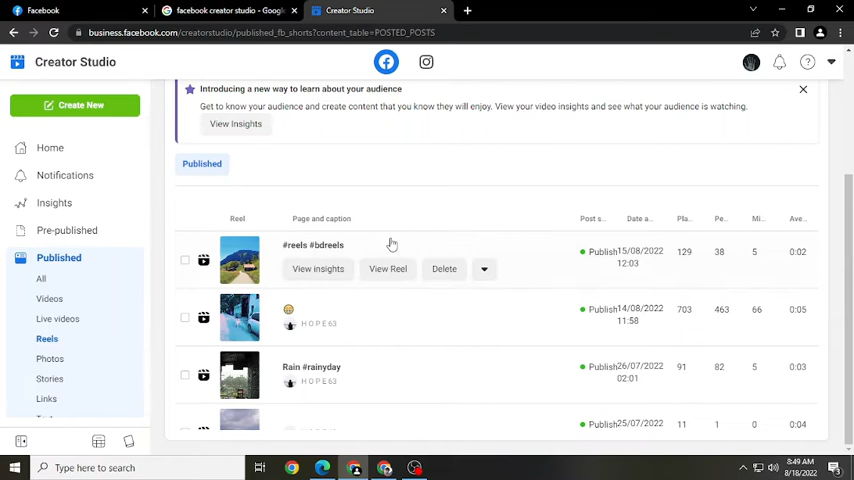 Facebook
facebook creator studio - Google
Creator Studio
business.facebook.com/creatorstudio/published_fb_shorts?content_table=POSTED_POSTS
Creator Studio
Create New
Home
Notifications
Insights
Pre-published
Published
All
Videos
Live videos
Reels
Photos
Stories
Links
Introducing a new way to learn about your audience
Get to know your audience and create content that you know they will enjoy. View your video insights and see what your audience is watching.
View Insights
Published
Reel Page and caption Post s... Date a... Pla... Pe... Mi... Ave...
#reels #bdreels
View insights View Reel Delete
Publish 15/08/2022 12:03 129 38 5 0:02
HOPE63
Publish 14/08/2022 11:58 703 463 66 0:05
Rain #rainyday
HOPE63
Publish 26/07/2022 02:01 91 82 5 0:03
Publish 25/07/2022 11 1 0 0:04
Type here to search
8:49 AM
8/18/2022
3